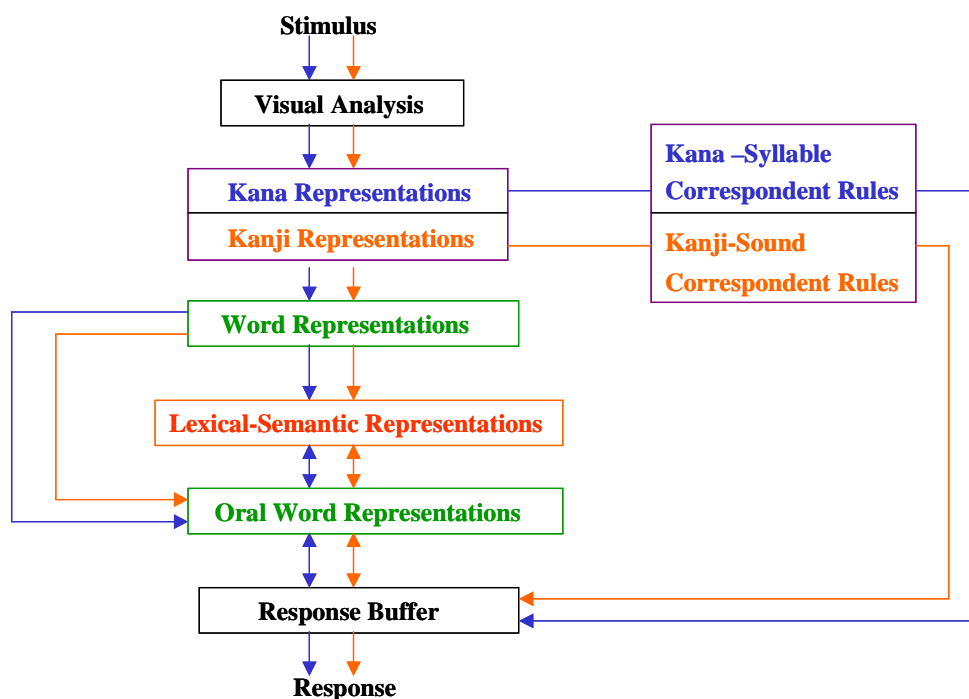 Stimulus
Visual Analysis
Kana Representations
Kanji Representations
Kana –Syllable
Correspondent Rules
Kanji-Sound
Correspondent Rules
Word Representations
Lexical-Semantic Representations
Oral Word Representations
Response Buffer
Response